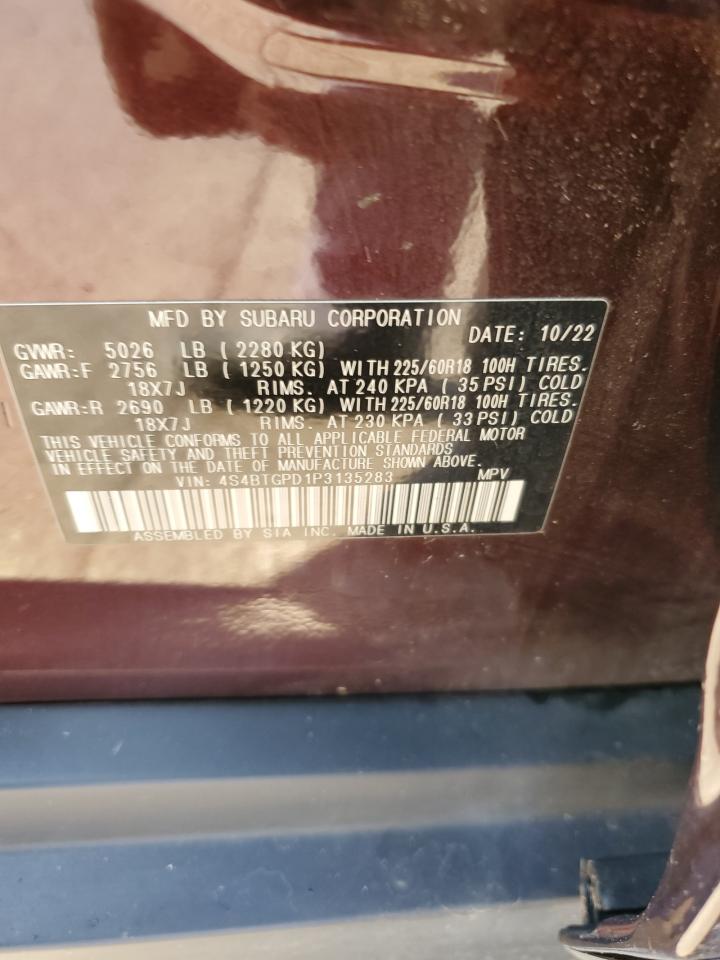 MFD BY SUBARU CORPORATION DATE: 10/22
GVWR: 5026 LB ( 2280 KG)
GAWR:F 2756 LB ( 1250 KG) WITH 225/60R18 100H TIRES.
18X7J RIMS. AT 240 KPA ( 35 PSI) COLD
GAWR:R 2690 LB ( 1220 KG) WITH 225/60R18 100H TIRES.
18X7J RIMS. AT 230 KPA ( 33 PSI) COLD
THIS VEHICLE CONFORMS TO ALL APPLICABLE FEDERAL MOTOR
VEHICLE SAFETY AND THEFT PREVENTION STANDARDS
IN EFFECT ON THE DATE OF MANUFACTURE SHOWN ABOVE.
VIN: 4S4BTGPD1P3135283 MPV
ASSEMBLED BY SIA INC. MADE IN U.S.A.